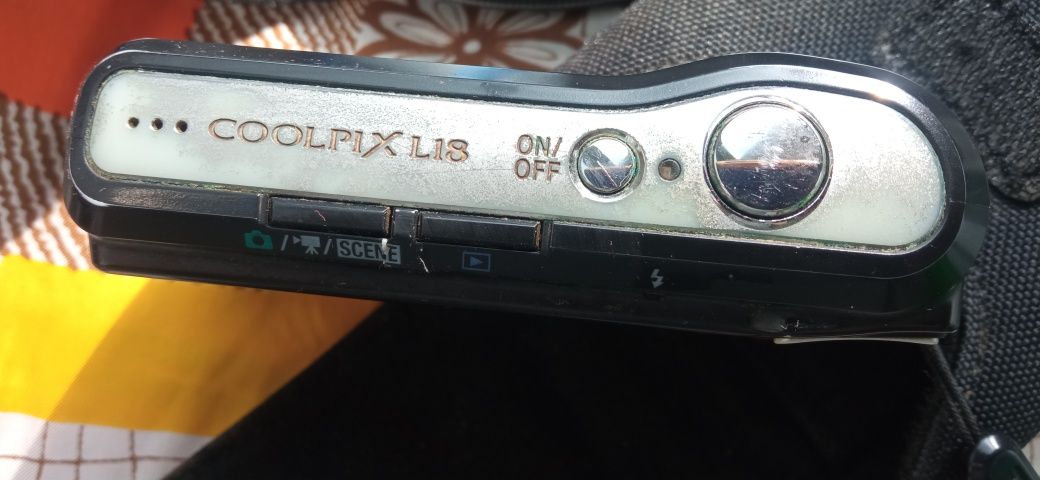 COOLPIX L18
ON/
OFF
/ / SCENE